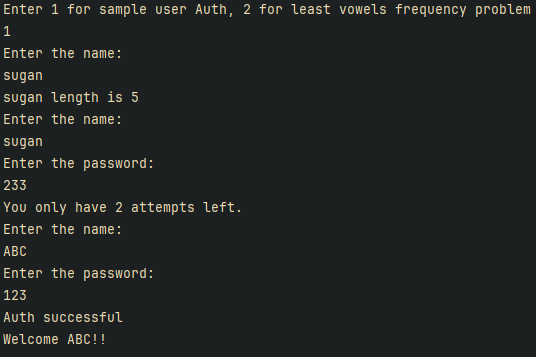 Enter 1 for sample user Auth, 2 for least vowels frequency problem
1
Enter the name:
sugan
sugan length is 5
Enter the name:
sugan
Enter the password:
233
You only have 2 attempts left.
Enter the name:
ABC
Enter the password:
123
Auth successful
Welcome ABC!!